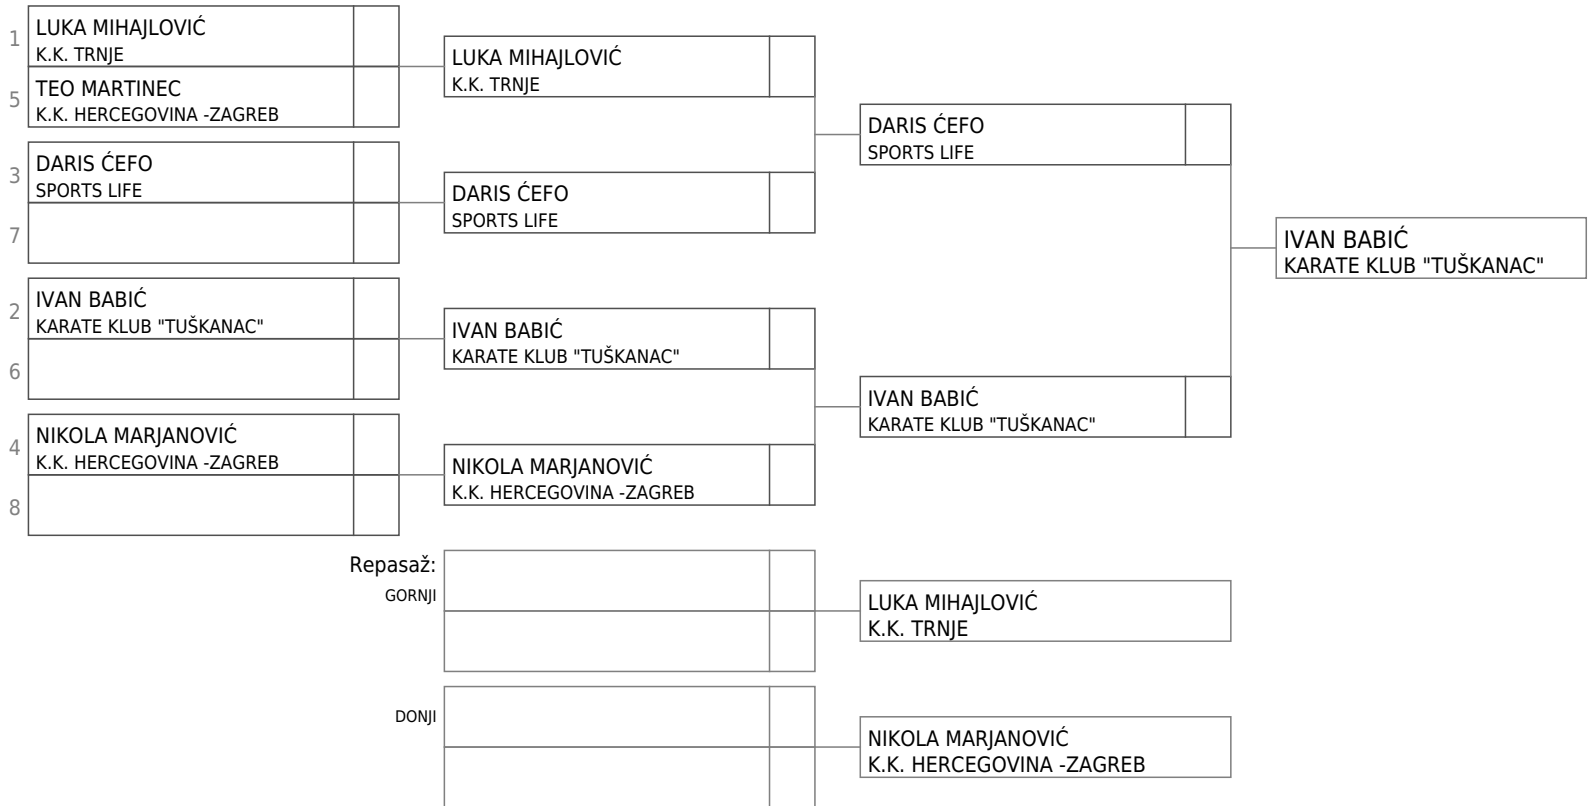 1
LUKA MIHAJLOVIĆ
K.K. TRNJE
5
TEO MARTINEC
K.K. HERCEGOVINA -ZAGREB
3
DARIS ĆEFO
SPORTS LIFE
7
2
IVAN BABIĆ
KARATE KLUB "TUŠKANAC"
6
4
NIKOLA MARJANOVIĆ
K.K. HERCEGOVINA -ZAGREB
8
LUKA MIHAJLOVIĆ
K.K. TRNJE
DARIS ĆEFO
SPORTS LIFE
IVAN BABIĆ
KARATE KLUB "TUŠKANAC"
NIKOLA MARJANOVIĆ
K.K. HERCEGOVINA -ZAGREB
DARIS ĆEFO
SPORTS LIFE
IVAN BABIĆ
KARATE KLUB "TUŠKANAC"
IVAN BABIĆ
KARATE KLUB "TUŠKANAC"
Repasaž:
GORNJI
LUKA MIHAJLOVIĆ
K.K. TRNJE
DONJI
NIKOLA MARJANOVIĆ
K.K. HERCEGOVINA -ZAGREB